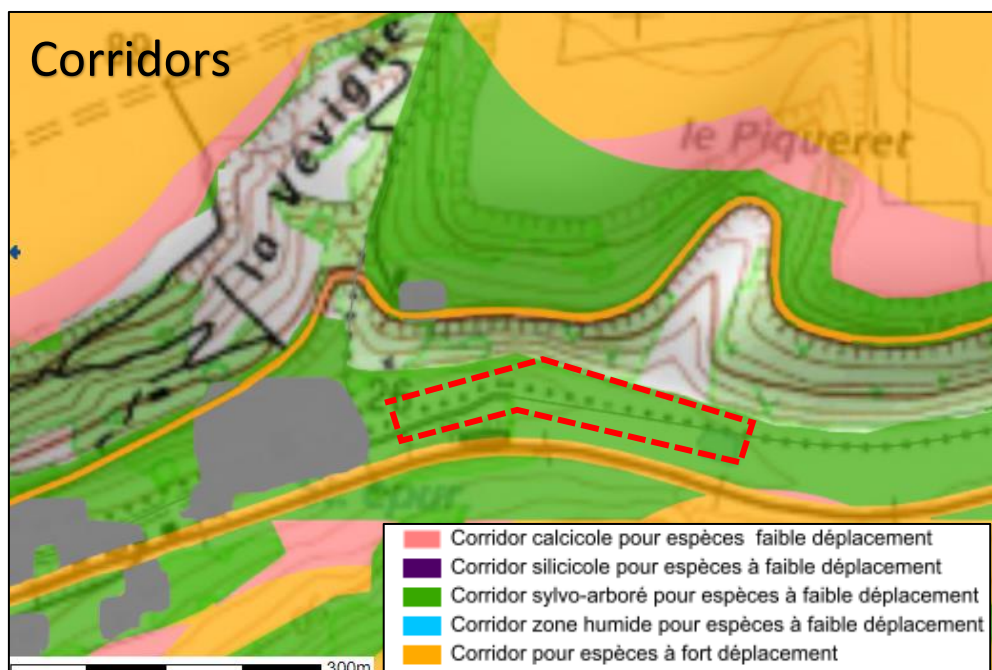 Corridors
la Vévigne
le Piqueret
Corridor calcicole pour espèces faible déplacement
Corridor silicicole pour espèces à faible déplacement
Corridor sylvo-arboré pour espèces à faible déplacement
Corridor zone humide pour espèces à faible déplacement
Corridor pour espèces à fort déplacement
300m